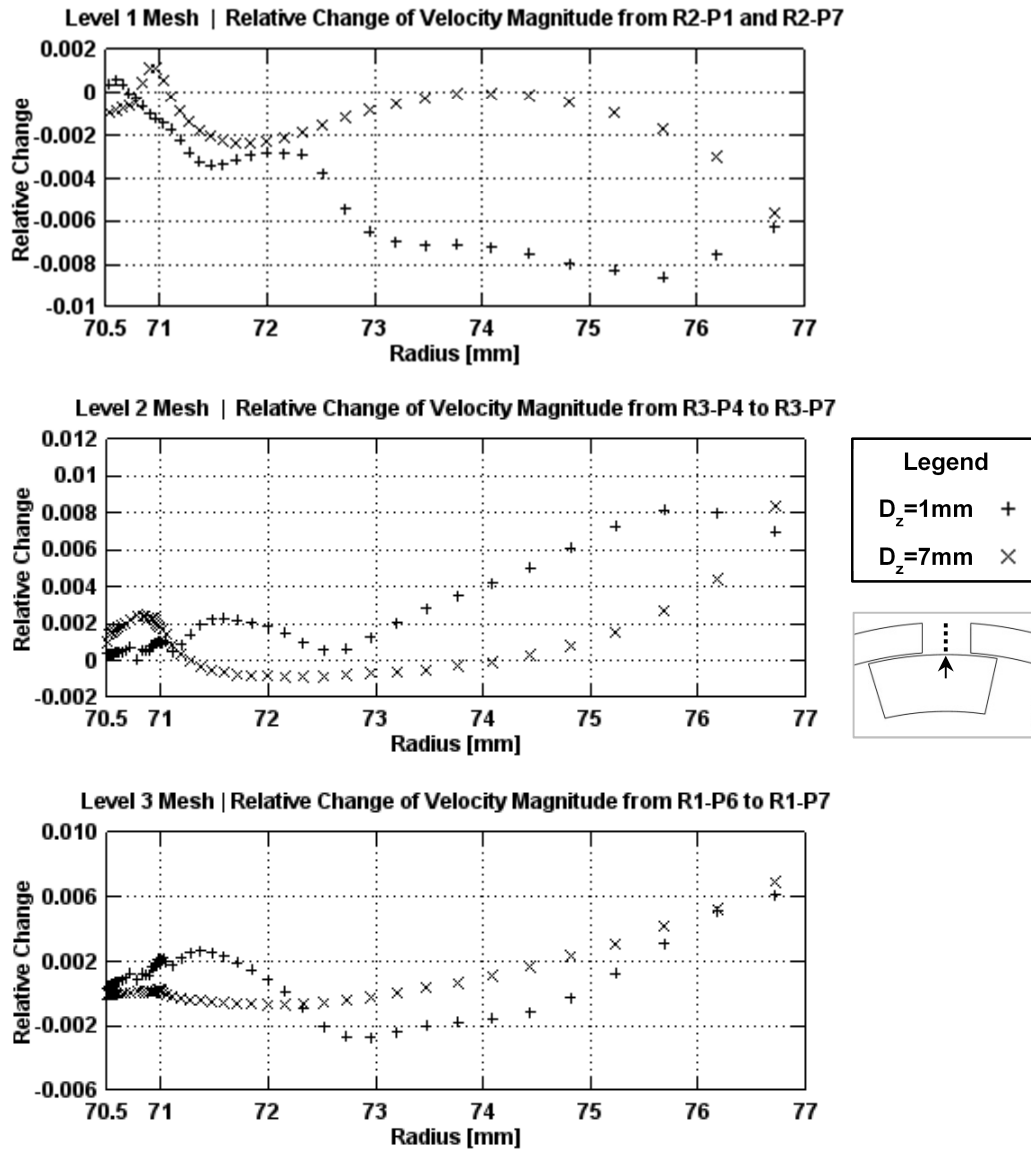 Level 1 Mesh | Relative Change of Velocity Magnitude from R2-P1 and R2-P7
0.002
0
-0.002
-0.004
-0.006
-0.008
-0.01
Relative Change
70.5 71 72 73 74 75 76 77
Radius [mm]
Level 2 Mesh | Relative Change of Velocity Magnitude from R3-P4 to R3-P7
0.012
0.01
0.008
0.006
0.004
0.002
0
-0.002
Relative Change
70.5 71 72 73 74 75 76 77
Radius [mm]
Legend
Dz=1mm +
Dz=7mm ×
Level 3 Mesh | Relative Change of Velocity Magnitude from R1-P6 to R1-P7
0.010
0.006
0.002
-0.002
-0.006
Relative Change
70.5 71 72 73 74 75 76 77
Radius [mm]